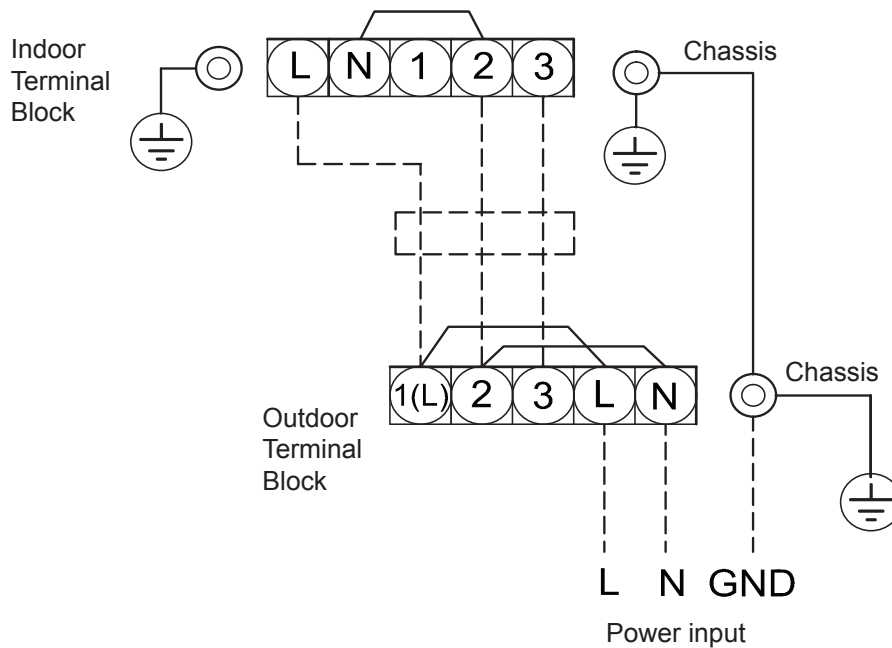 Indoor
Terminal
Block
L N 1 2 3
Chassis
Chassis
1(L) 2 3 L N
Outdoor
Terminal
Block
L N GND
Power input